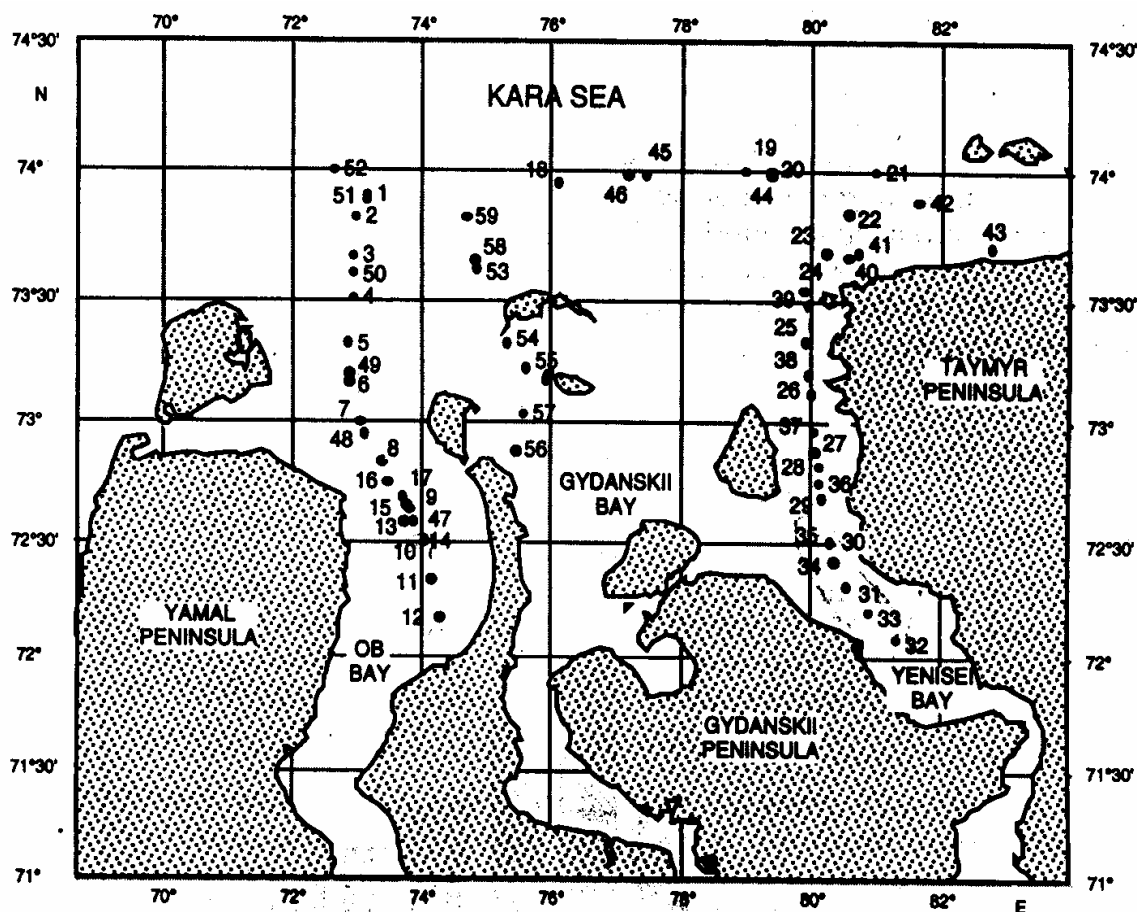 70° 72° 74° 76° 78° 80° 82°
74°30' 74°30'
N
KARA SEA
45 19
52 18 20 21
74° 74°
46 44
51 1
2 59 22 42
23 41 43
3 58
50 53 24 40
4
73°30' 39 73°30'
25
5 54
49 55 38
6 26
TAYMYR
PENINSULA
7 57
73° 37 73°
48 8 56 27
16 17 28 36
GYDANSKII
BAY
15 9 29
13 47
10 14 35 30
72°30' 72°30'
34
11 31
12 33
32
YAMAL
PENINSULA
OB
BAY
72° 72°
YENISEI
BAY
GYDANSKII
PENINSULA
71°30' 71°30'
71° 71°
70° 72° 74° 76° 78° 80° 82°
E